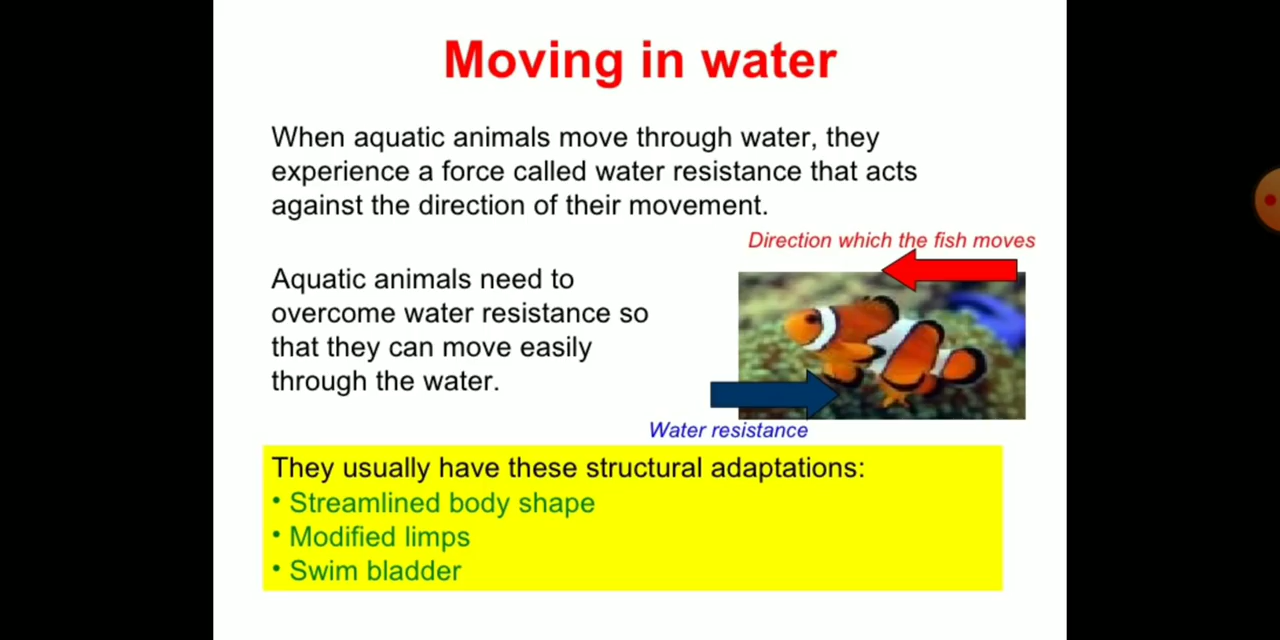 Moving in water
When aquatic animals move through water, they
experience a force called water resistance that acts
against the direction of their movement.
Direction which the fish moves
Aquatic animals need to
overcome water resistance so
that they can move easily
through the water.
Water resistance
They usually have these structural adaptations:
• Streamlined body shape
• Modified limps
• Swim bladder